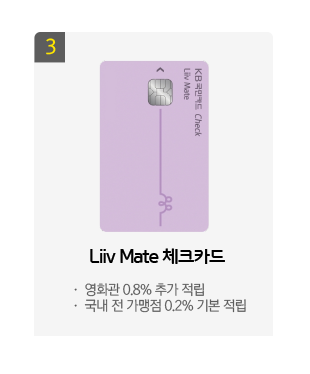 3
KB국민카드 Check
Liiv Mate
Liiv Mate 체크카드
· 영화관 0.8% 추가 적립
· 국내 전 가맹점 0.2% 기본 적립